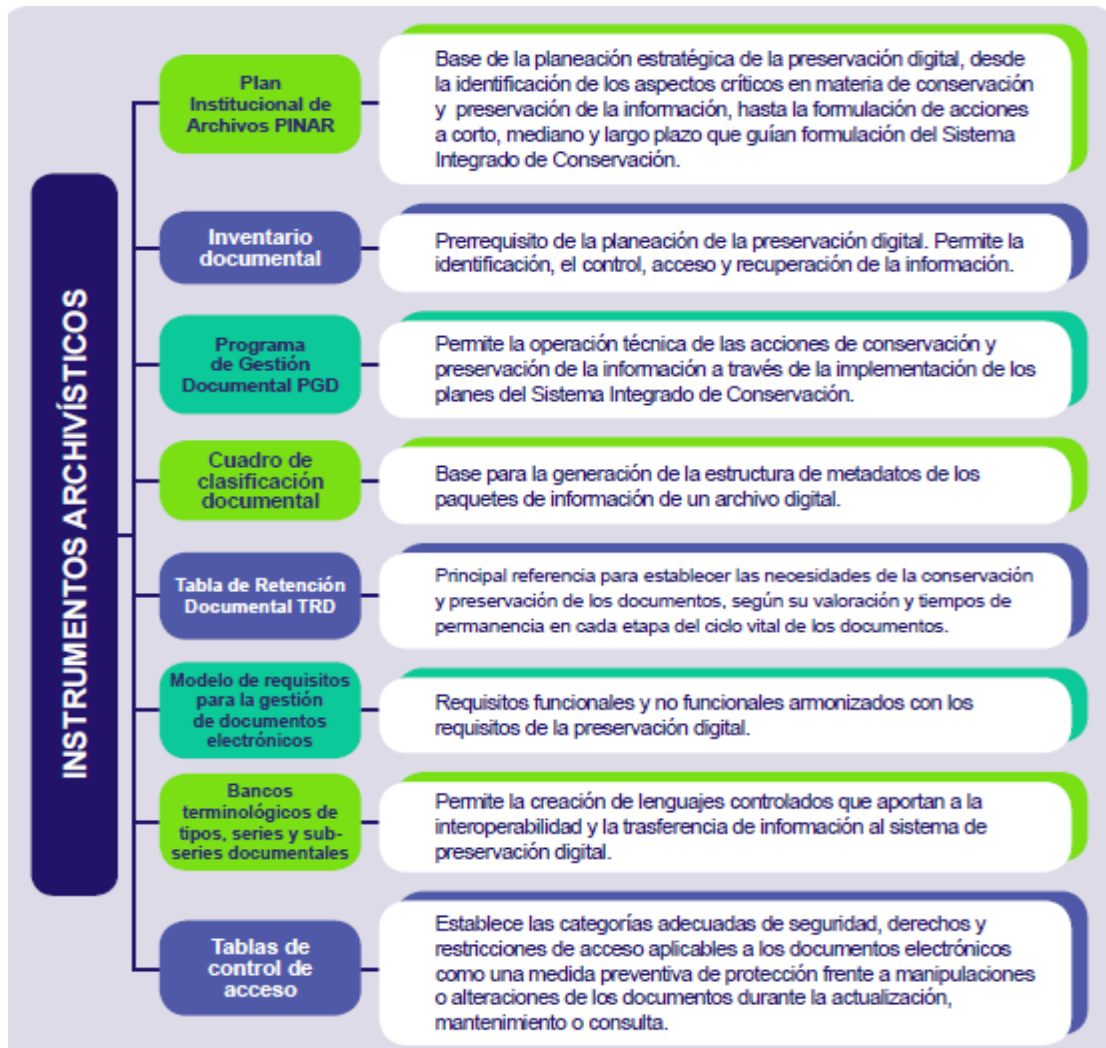 INSTRUMENTOS ARCHIVÍSTICOS
Plan
Institucional de
Archivos PINAR
Base de la planeación estratégica de la preservación digital, desde
la identificación de los aspectos críticos en materia de conservación
y preservación de la información, hasta la formulación de acciones
a corto, mediano y largo plazo que guían formulación del Sistema
Integrado de Conservación.
Inventario
documental
Prerrequisito de la planeación de la preservación digital. Permite la
identificación, el control, acceso y recuperación de la información.
Programa
de Gestión
Documental PGD
Permite la operación técnica de las acciones de conservación y
preservación de la información a través de la implementación de los
planes del Sistema Integrado de Conservación.
Cuadro de
clasificación
documental
Base para la generación de la estructura de metadatos de los
paquetes de información de un archivo digital.
Tabla de Retención
Documental TRD
Principal referencia para establecer las necesidades de la conservación
y preservación de los documentos, según su valoración y tiempos de
permanencia en cada etapa del ciclo vital de los documentos.
Modelo de requisitos
para la gestión
de documentos
electrónicos
Requisitos funcionales y no funcionales armonizados con los
requisitos de la preservación digital.
Bancos
terminológicos de
tipos, series y sub-
series documentales
Permite la creación de lenguajes controlados que aportan a la
interoperabilidad y la trasferencia de información al sistema de
preservación digital.
Tablas de
control de
acceso
Establece las categorías adecuadas de seguridad, derechos y
restricciones de acceso aplicables a los documentos electrónicos
como una medida preventiva de protección frente a manipulaciones
o alteraciones de los documentos durante la actualización,
mantenimiento o consulta.